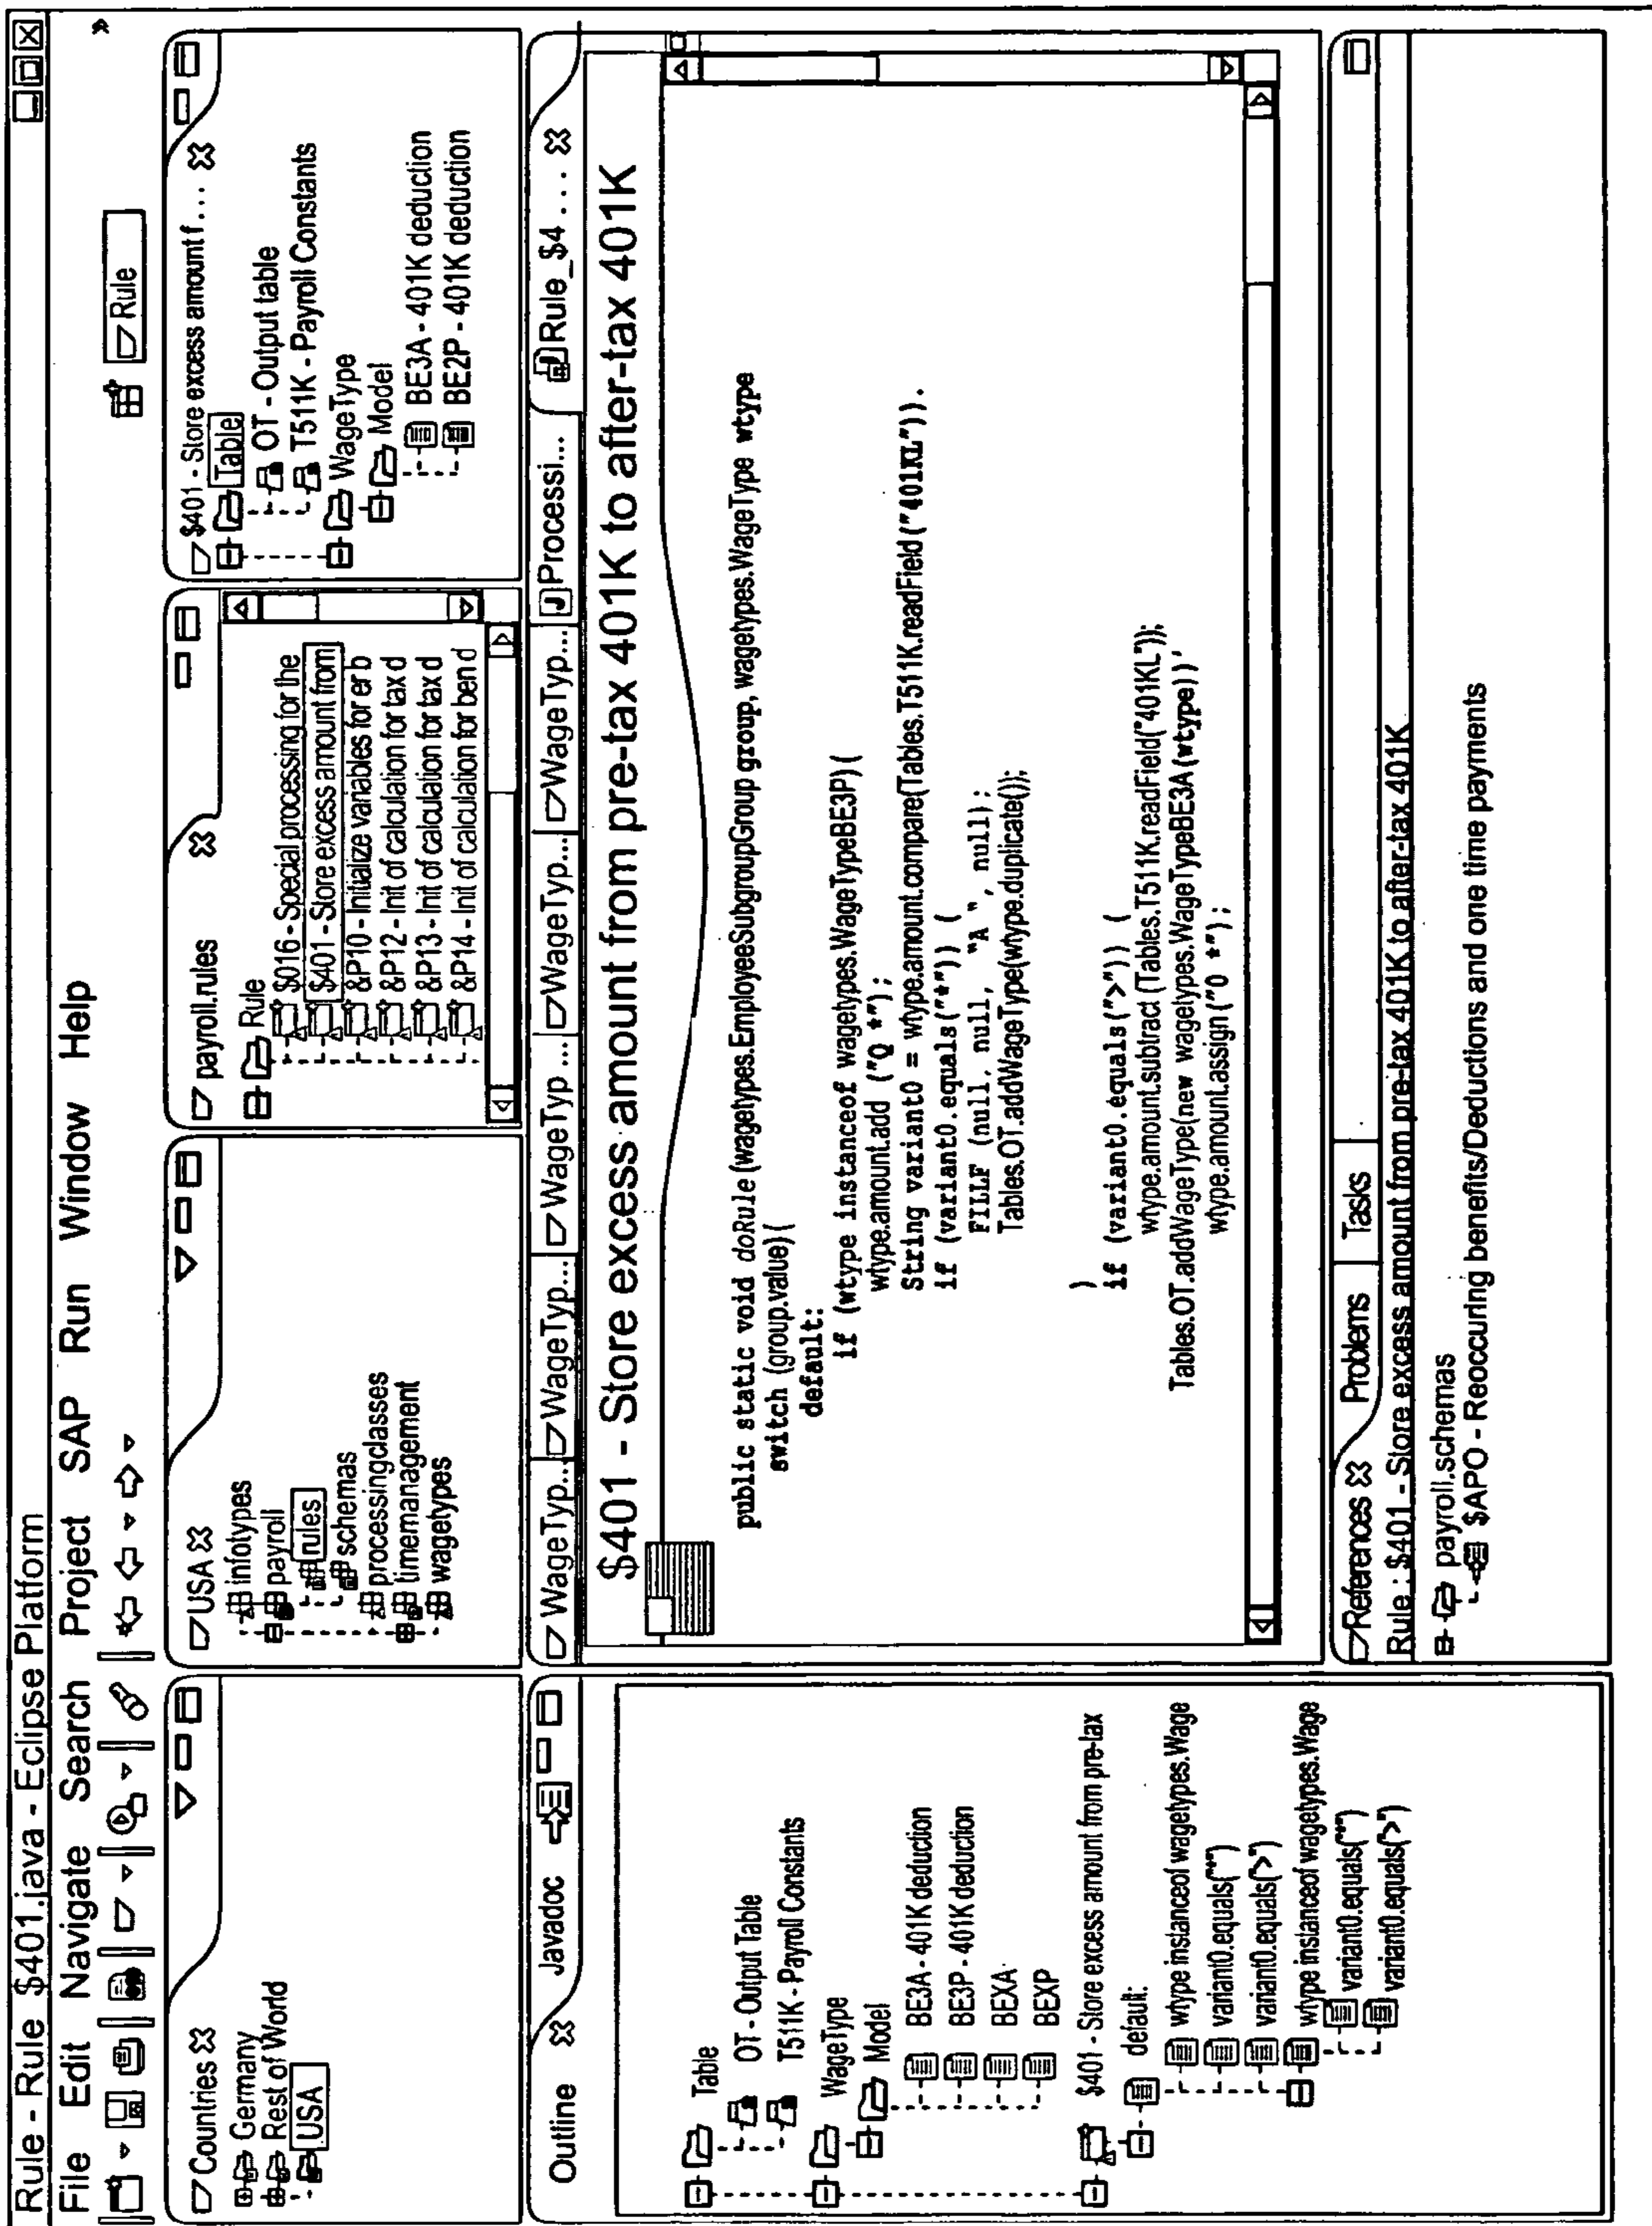 Rule - Rule $401.java - Eclipse Platform
File Edit Navigate Search Project SAP Run Window Help
»
Rule
Countries
Germany
Rest of World
USA
USA
infotypes
payroll
rules
schemas
processingclasses
timemanagement
wagetypes
payroll.rules
Rule
$016 - Special processing for the
$401 - Store excess amount from
&P10 - Initialize variables for er b
&P12 - Init of calculation for tax d
&P13 - Init of calculation for tax d
&P14 - Init of calculation for ben d
$401 - Store excess amount f...
Table
OT - Output table
T511K - Payroll Constants
WageType
Model
BE3A - 401K deduction
BE2P - 401K deduction
Outline Javadoc
Table
OT - Output Table
T511K - Payroll Constants
WageType
Model
BE3A - 401K deduction
BE3P - 401K deduction
BEXA
BEXP
$401 - Store excess amount from pre-tax
default:
wtype instanceof wagetypes.Wage
variant0.equals("*")
variant0.equals(">")
wtype instanceof wagetypes.Wage
variant0.equals("*")
variant0.equals(">")
WageTyp... WageTyp... WageTyp ... WageTyp... WageTyp... J Processi... Rule_$4 ...
$401 - Store excess amount from pre-tax 401K to after-tax 401K
public static void doRule (wagetypes.EmployeeSubgroupGroup group, wagetypes.WageType wtype
switch (group.value) (
default:
if (wtype instanceof wagetypes.WageTypeBE3P) (
wtype.amount.add ("Q *");
String variant0 = wtype.amount.compare(Tables.T511K.readField ("401KL")).
if (variant0.equals("*")) (
FILLF (null, null, "A ", null);
Tables.OT.addWageType(wtype.duplicate());
)
if (variant0.equals(">")) (
wtype.amount.subtract (Tables.T511K.readField("401KL"));
Tables.OT.addWageType(new wagetypes.WageTypeBE3A (wtype))'
wtype.amount.assign ("0 *");
References Problems Tasks
Rule : $401 - Store excess amount from pre-tax 401K to after-tax 401K
payroll.schemas
$APO - Reoccuring benefits/Deductions and one time payments